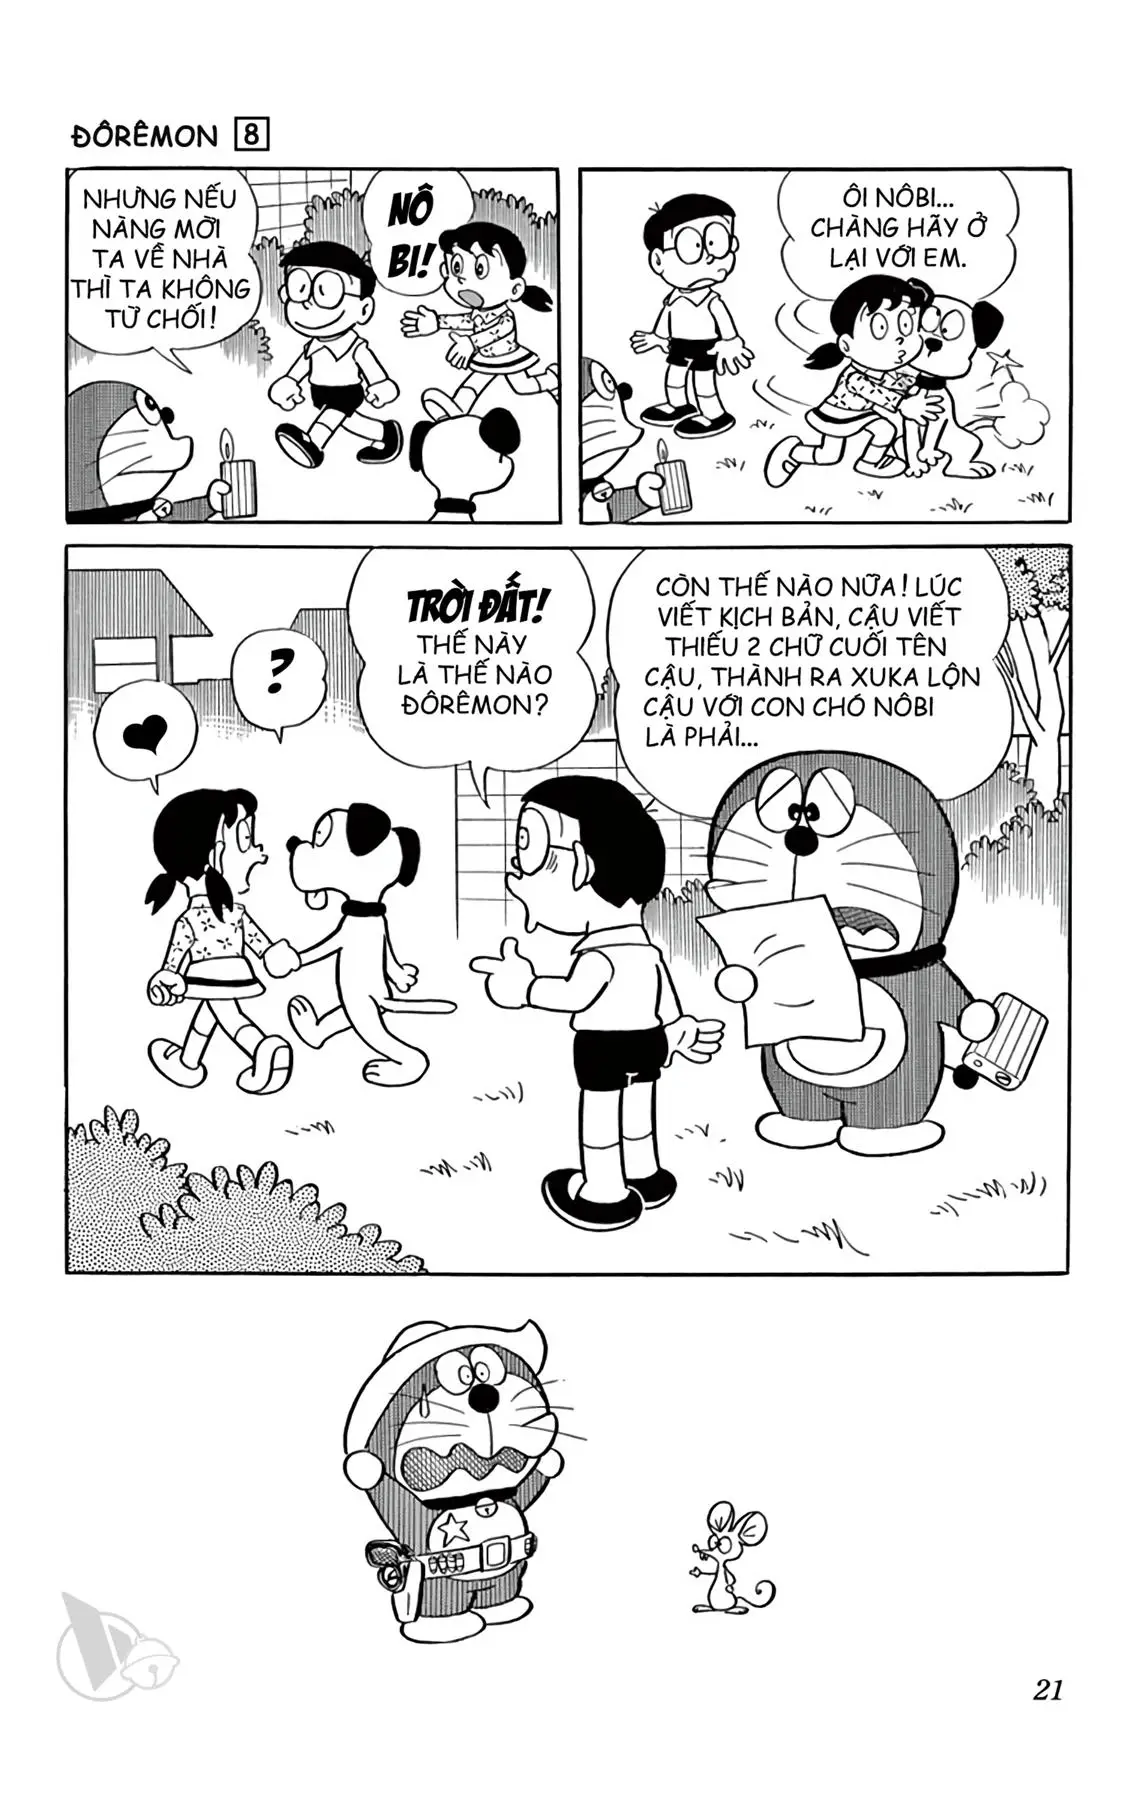 ĐÔRÊMON 8
NHƯNG NẾU
NÀNG MỜI
TA VỀ NHÀ
THÌ TA KHÔNG
TỪ CHỐI!
NÔ
BI!
ÔI NÔBI...
CHÀNG HÃY Ở
LẠI VỚI EM.
?
TRỜI ĐẤT!
THẾ NÀY
LÀ THẾ NÀO
ĐÔRÊMON?
CÒN THẾ NÀO NỮA! LÚC
VIẾT KỊCH BẢN, CẬU VIẾT
THIẾU 2 CHỮ CUỐI TÊN
CẬU, THÀNH RA XUKA LỘN
CẬU VỚI CON CHÓ NÔBI
LÀ PHẢI...
21